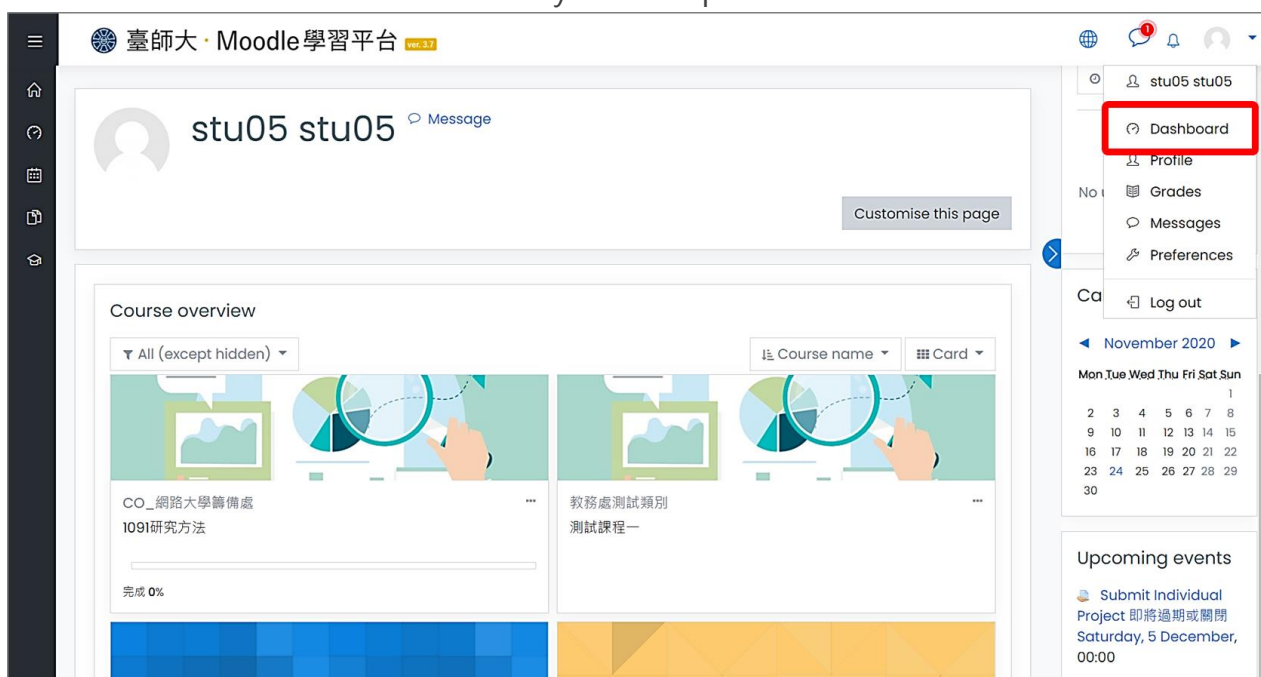 臺師大·Moodle學習平台 ver. 3.7
1
stu05 stu05
Dashboard
Profile
Grades
Messages
Preferences
Log out
stu05 stu05 Message
Customise this page
Course overview
All (except hidden)
Course name
Card
CO_網路大學籌備處
1091研究方法
完成 0%
教務處測試類別
測試課程一
No
Ca
November 2020
Mon Tue Wed Thu Fri Sat Sun
1
2 3 4 5 6 7 8
9 10 11 12 13 14 15
16 17 18 19 20 21 22
23 24 25 26 27 28 29
30
Upcoming events
Submit Individual
Project 即將過期或關閉
Saturday, 5 December,
00:00